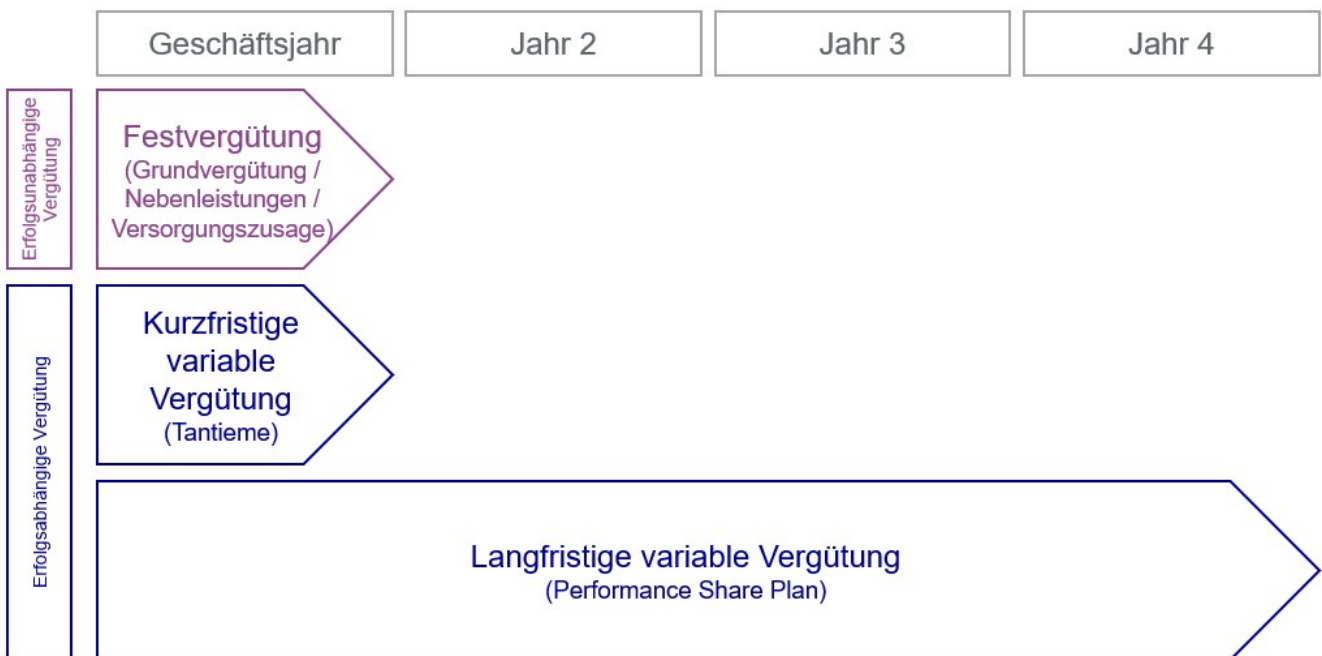 Geschäftsjahr
Jahr 2
Jahr 3
Jahr 4
Erfolgsunabhängige
Vergütung
Festvergütung
(Grundvergütung /
Nebenleistungen /
Versorgungszusage)
Erfolgsabhängige Vergütung
Kurzfristige
variable
Vergütung
(Tantieme)
Langfristige variable Vergütung
(Performance Share Plan)